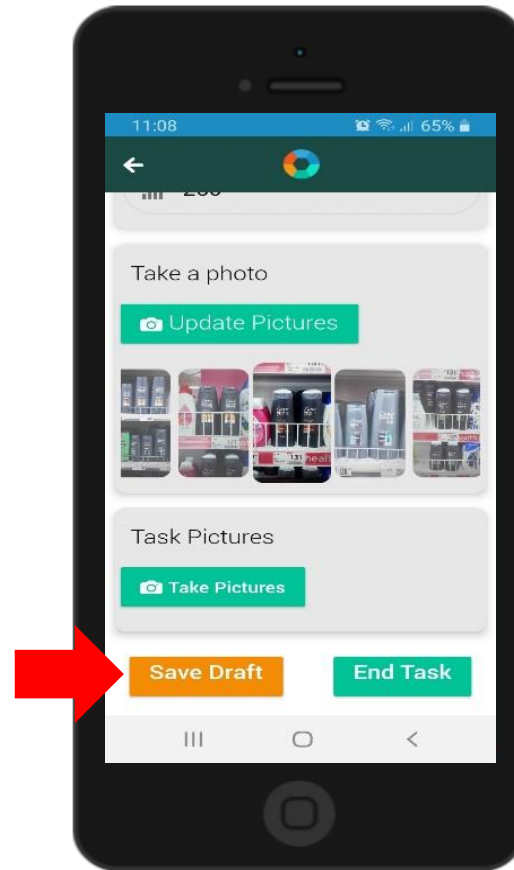 11:08 65%
Take a photo
Update Pictures
Task Pictures
Take Pictures
Save Draft End Task